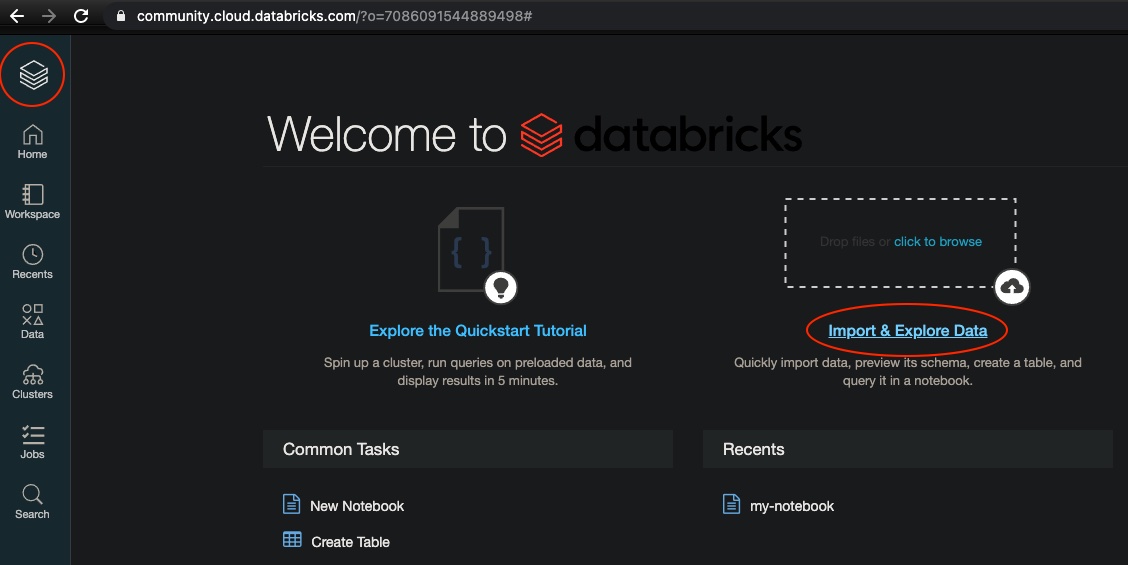 community.cloud.databricks.com/?o=7086091544889498#
Welcome to databricks
Home
Workspace
Recents
Data
Clusters
Jobs
Search
{ }
Explore the Quickstart Tutorial
Spin up a cluster, run queries on preloaded data, and
display results in 5 minutes.
Drop files or click to browse
Import & Explore Data
Quickly import data, preview its schema, create a table, and
query it in a notebook.
Common Tasks
New Notebook
Create Table
Recents
my-notebook